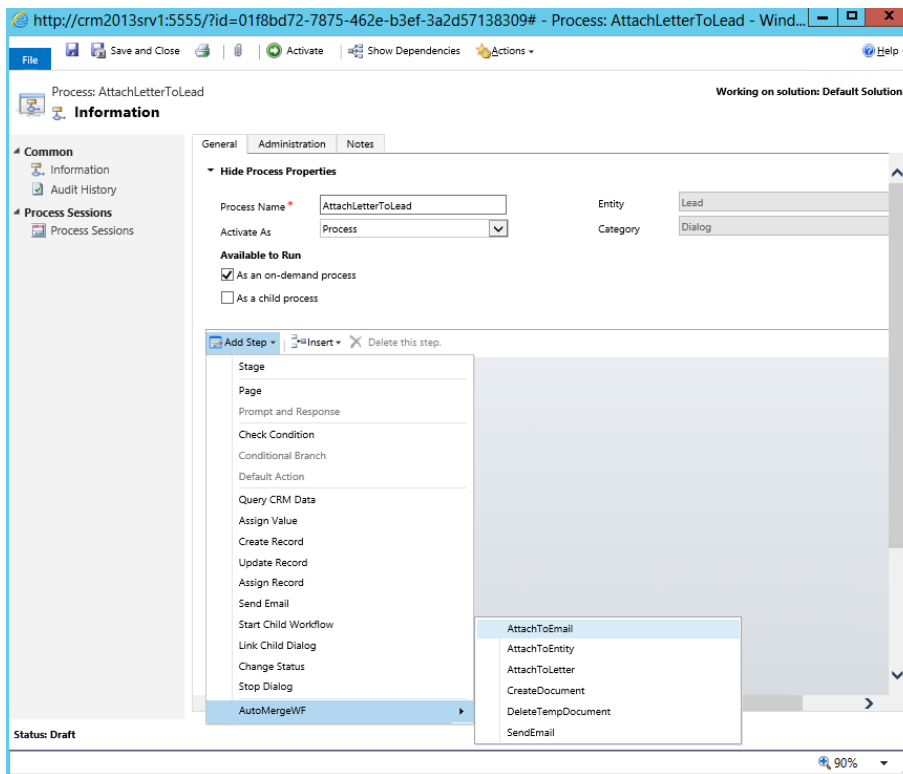 http://crm2013srv1:5555/?id=01f8bd72-7875-462e-b3ef-3a2d57138309# - Process: AttachLetterToLead - Wind...
File
Save and Close
Activate
Show Dependencies
Actions
Help
Process: AttachLetterToLead
Information
Working on solution: Default Solution
Common
Information
Audit History
Process Sessions
Process Sessions
General Administration Notes
Hide Process Properties
Process Name * AttachLetterToLead
Entity Lead
Activate As Process
Category Dialog
Available to Run
As an on-demand process
As a child process
Add Step Insert Delete this step.
Stage
Page
Prompt and Response
Check Condition
Conditional Branch
Default Action
Query CRM Data
Assign Value
Create Record
Update Record
Assign Record
Send Email
Start Child Workflow
Link Child Dialog
Change Status
Stop Dialog
AutoMergeWF
AttachToEmail
AttachToEntity
AttachToLetter
CreateDocument
DeleteTempDocument
SendEmail
Status: Draft
90%